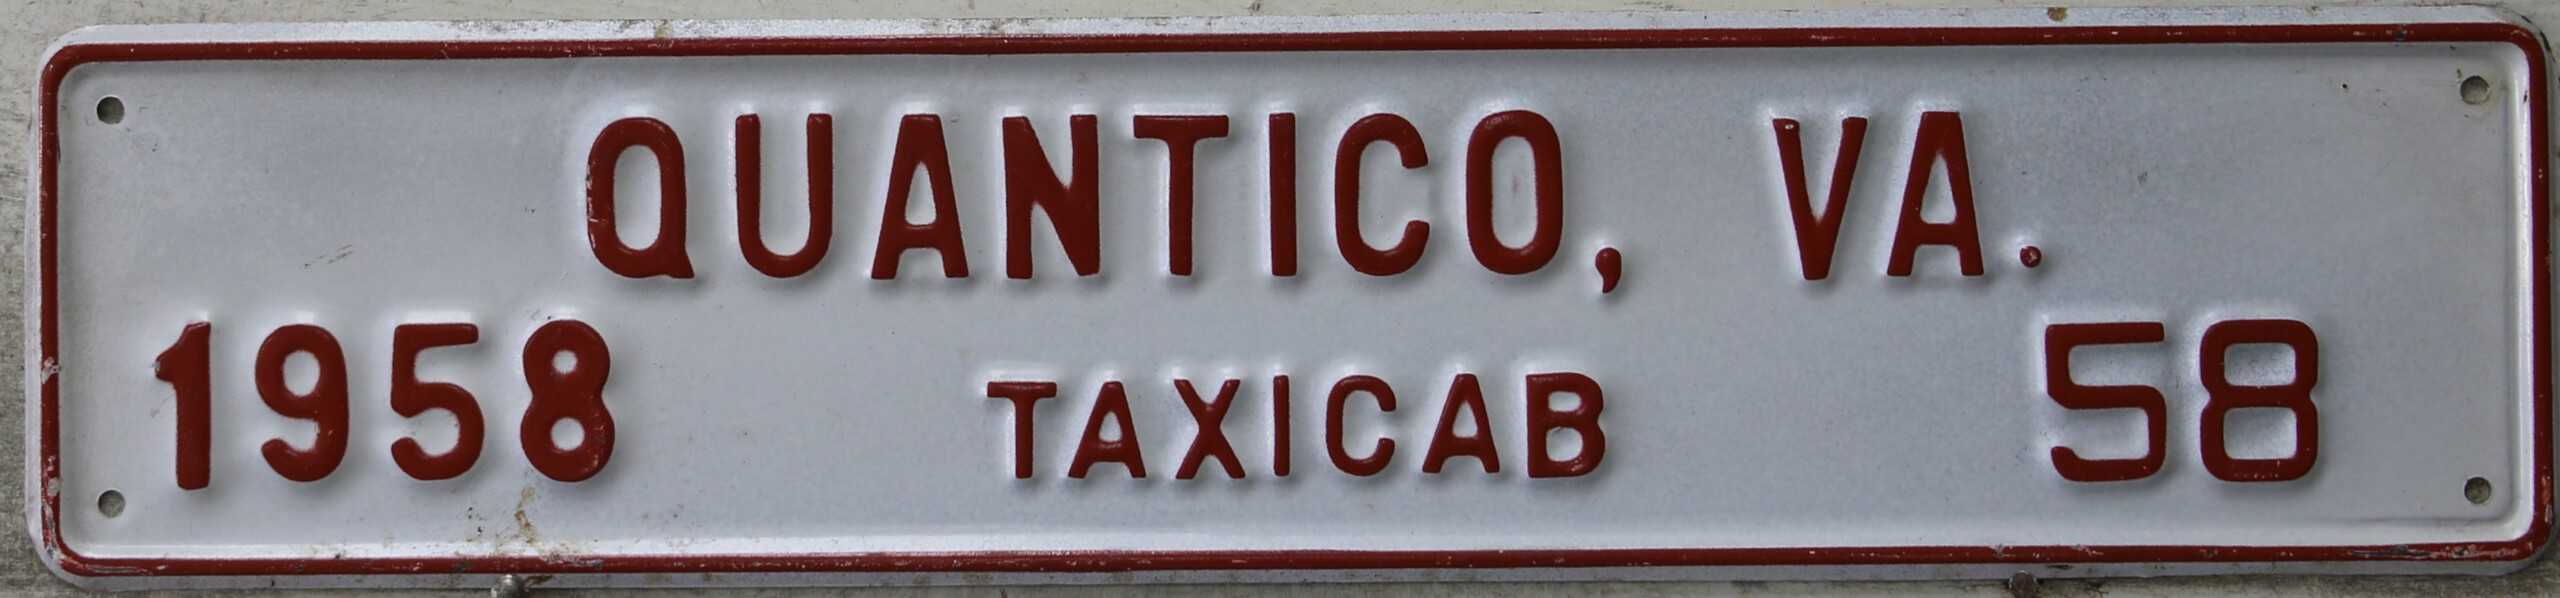 QUANTICO, VA.
1958 TAXICAB 58